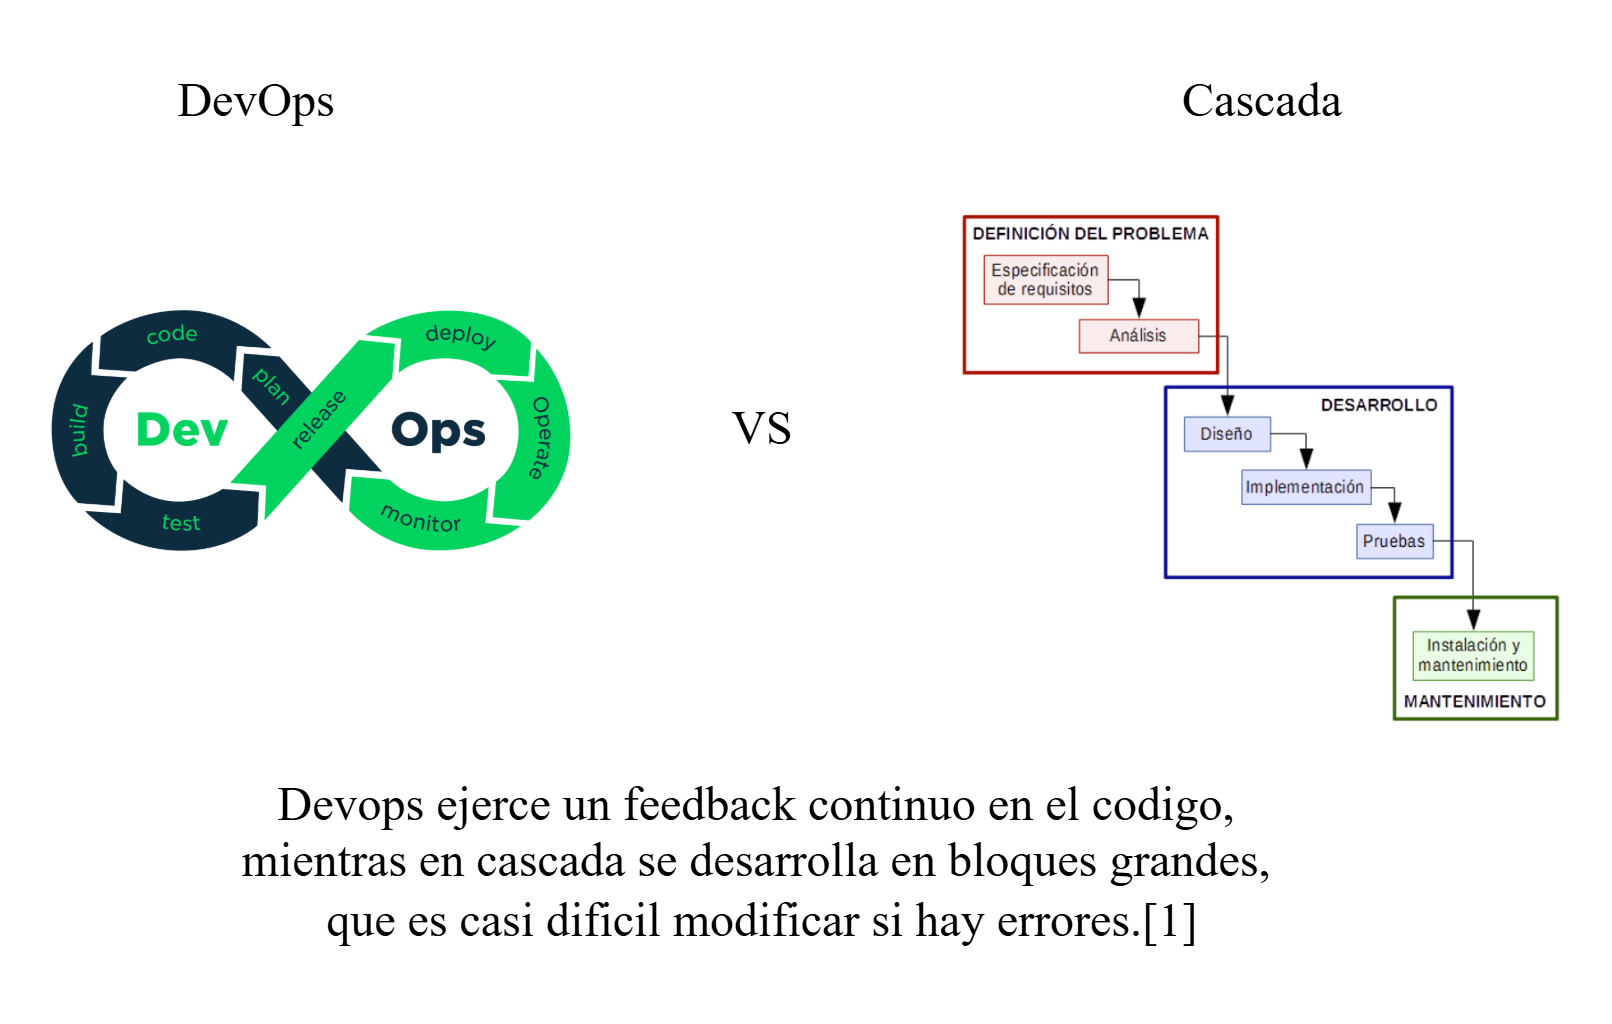 DevOps
Cascada
code
plan
build
Dev
test
release
deploy
Ops
Operate
monitor
VS
DEFINICIÓN DEL PROBLEMA
Especificación
de requisitos
Análisis
DESARROLLO
Diseño
Implementación
Pruebas
Instalación y
mantenimiento
MANTENIMIENTO
Devops ejerce un feedback continuo en el codigo,
mientras en cascada se desarrolla en bloques grandes,
que es casi dificil modificar si hay errores.[1]